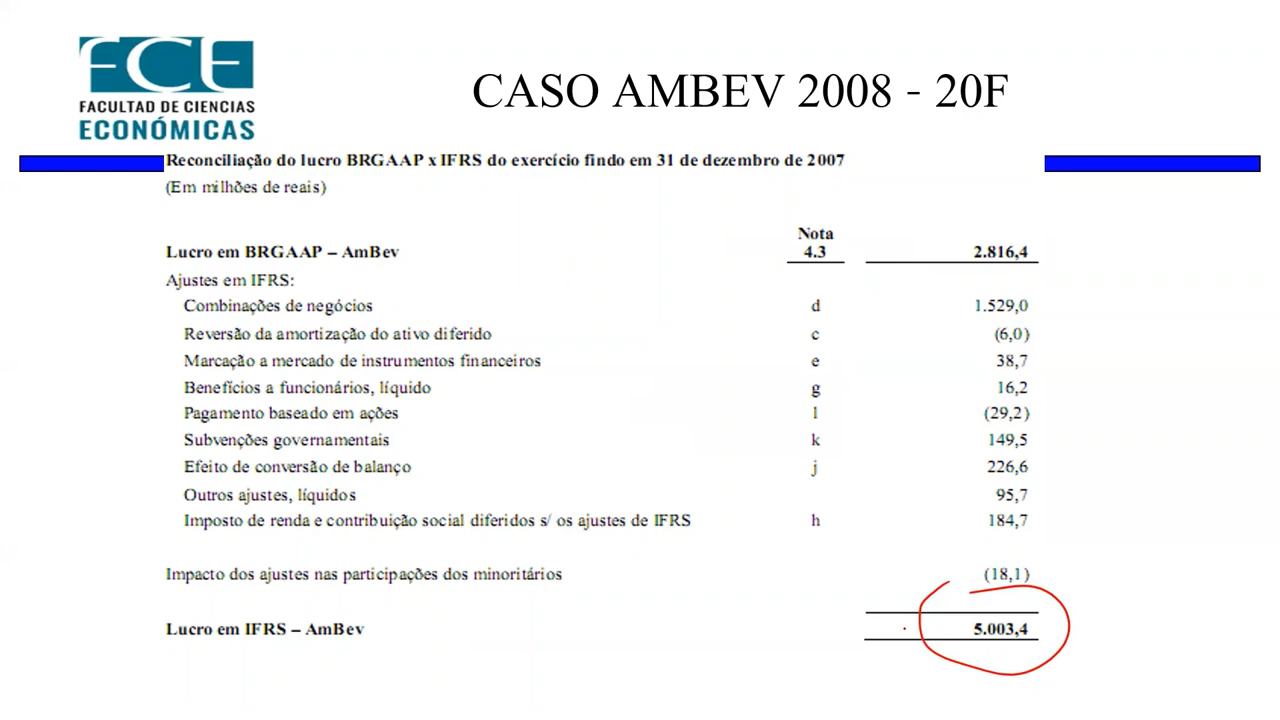 FCE
FACULTAD DE CIENCIAS
ECONÓMICAS
CASO AMBEV 2008 - 20F
Reconciliação do lucro BRGAAP x IFRS do exercício findo em 31 de dezembro de 2007
(Em milhões de reais)
Nota
Lucro em BRGAAP – AmBev 4.3 2.816,4
Ajustes em IFRS:
Combinações de negócios d 1.529,0
Reversão da amortização do ativo diferido c (6,0)
Marcação a mercado de instrumentos financeiros e 38,7
Benefícios a funcionários, líquido g 16,2
Pagamento baseado em ações l (29,2)
Subvenções governamentais k 149,5
Efeito de conversão de balanço j 226,6
Outros ajustes, líquidos 95,7
Imposto de renda e contribuição social diferidos s/ os ajustes de IFRS h 184,7
Impacto dos ajustes nas participações dos minoritários (18,1)
Lucro em IFRS – AmBev 5.003,4